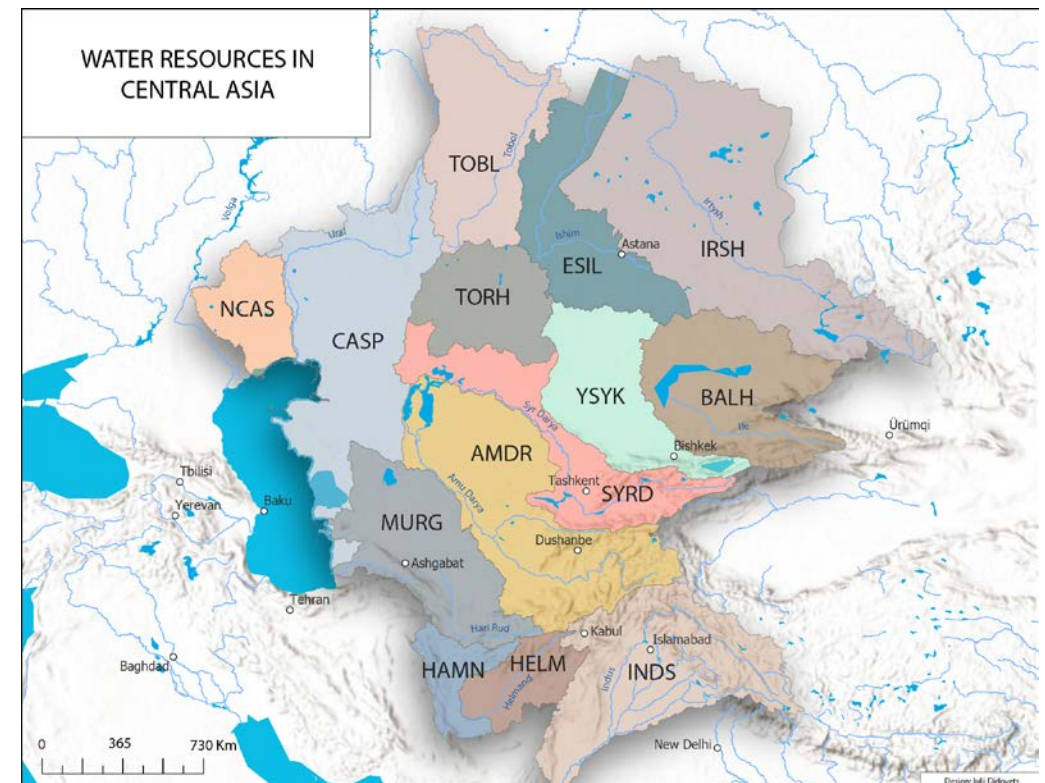 WATER RESOURCES IN
CENTRAL ASIA
TOBL
Tobol
Volga
Irtysh
Ural
Ishim
Astana
IRSH
ESIL
NCAS
TORH
CASP
YSYK
BALH
Syr Darya
Ile
Ürümqi
Bishkek
AMDR
Tbilisi
Tashkent
SYRD
Amu Darya
Baku
Yerevan
MURG
Dushanbe
Ashgabat
Tehran
Hari Rud
Kabul
Islamabad
Baghdad
HAMN
HELM
INDS
Indus
Helmand
New Delhi
0 365 730 Km